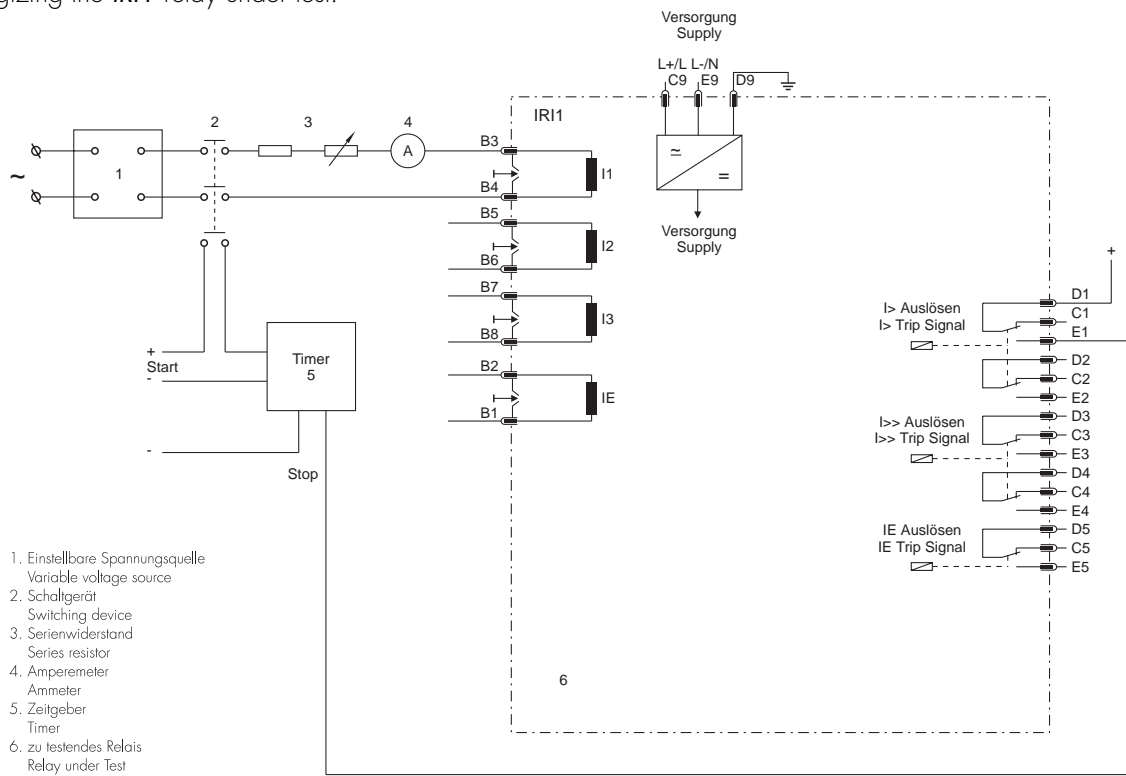 IRI1 relay under test.
Versorgung
Supply
L+/L L-/N
C9 E9 D9
IRI1
2 3 4
~
1
A
B3
I1
B4
B5
I2
B6
B7
I3
B8
B2
IE
B1
≃
=
Versorgung
Supply
+
Start
-
-
Timer
5
Stop
+
I> Auslösen
I> Trip Signal
D1
C1
E1
D2
C2
E2
I>> Auslösen
I>> Trip Signal
D3
C3
E3
D4
C4
E4
IE Auslösen
IE Trip Signal
D5
C5
E5
6
1. Einstellbare Spannungsquelle
Variable voltage source
2. Schaltgerät
Switching device
3. Serienwiderstand
Series resistor
4. Amperemeter
Ammeter
5. Zeitgeber
Timer
6. zu testendes Relais
Relay under Test